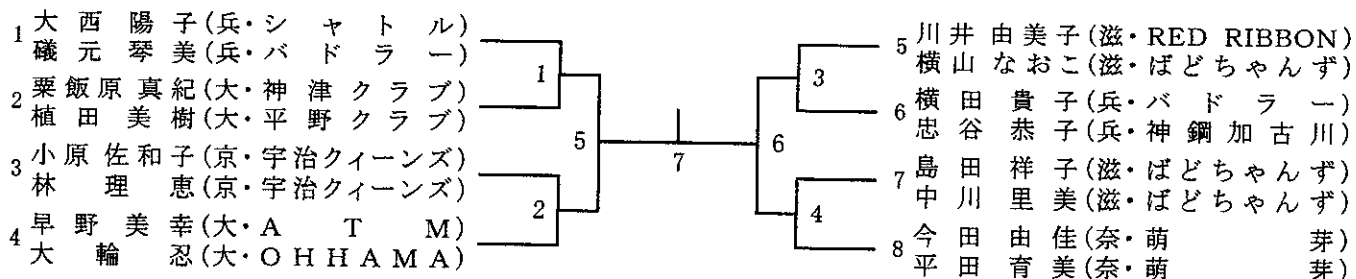 1 大西陽子(兵・シャトル)
磯元琴美(兵・バドラー)
2 粟飯原真紀(大・神津クラブ)
植田美樹(大・平野クラブ)
3 小原佐和子(京・宇治クィーンズ)
林理恵(京・宇治クィーンズ)
4 早野美幸(大・ATM)
大輪忍(大・OHHAMA)
1
2
5
7
6
3
4
5 川井由美子(滋・RED RIBBON)
横山なおこ(滋・ばどちゃんず)
6 横田貴子(兵・バドラー)
忠谷恭子(兵・神鋼加古川)
7 島田祥子(滋・ばどちゃんず)
中川里美(滋・ばどちゃんず)
8 今田由佳(奈・萌芽)
平田育美(奈・萌芽)